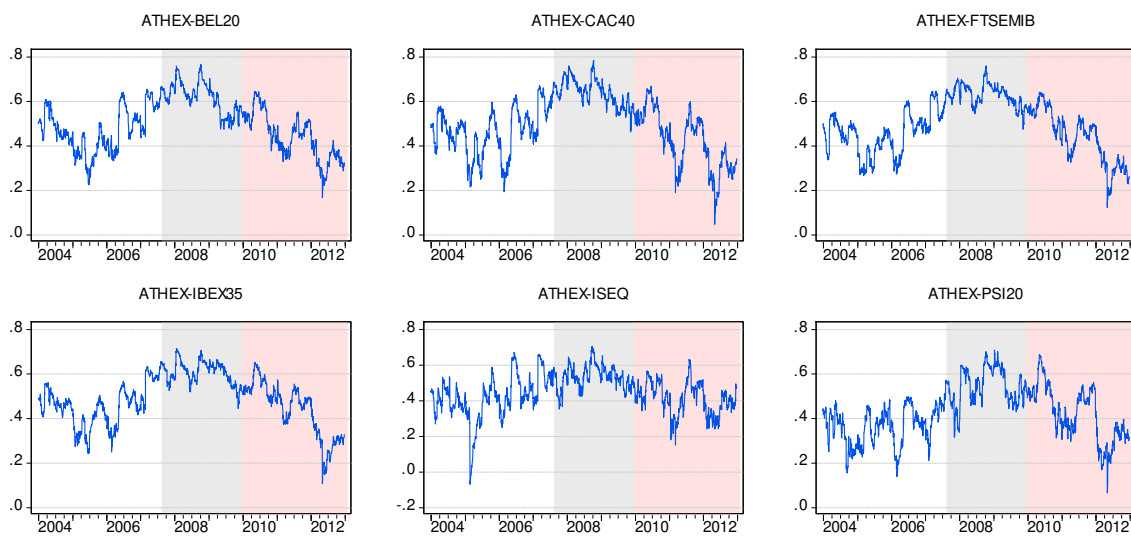 ATHEX-BEL20 ATHEX-CAC40 ATHEX-FTSEMIB
.8 .8 .8
.6 .6 .6
.4 .4 .4
.2 .2 .2
.0 .0 .0
2004 2006 2008 2010 2012 2004 2006 2008 2010 2012 2004 2006 2008 2010 2012
ATHEX-IBEX35 ATHEX-ISEQ ATHEX-PSI20
.8 .8 .8
.6 .6 .6
.4 .4 .4
.2 .2 .2
.0 .0 .0
-.2
2004 2006 2008 2010 2012 2004 2006 2008 2010 2012 2004 2006 2008 2010 2012